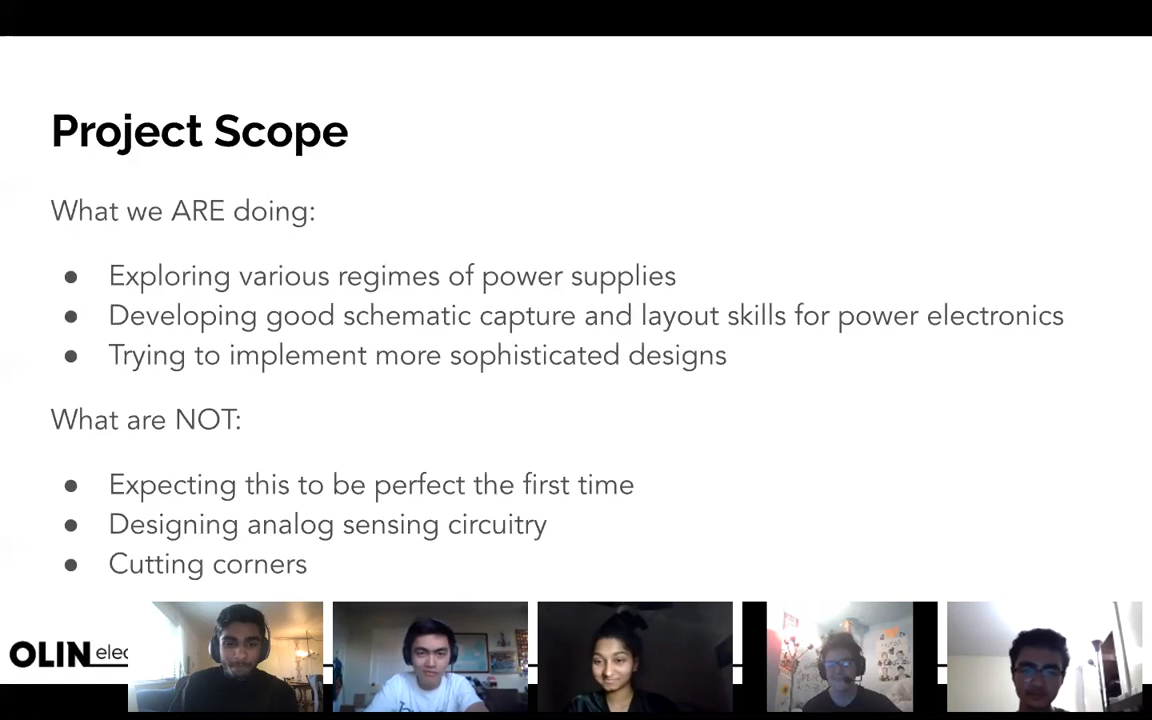 Project Scope
What we ARE doing:
● Exploring various regimes of power supplies
● Developing good schematic capture and layout skills for power electronics
● Trying to implement more sophisticated designs
What are NOT:
● Expecting this to be perfect the first time
● Designing analog sensing circuitry
● Cutting corners
OLIN elec